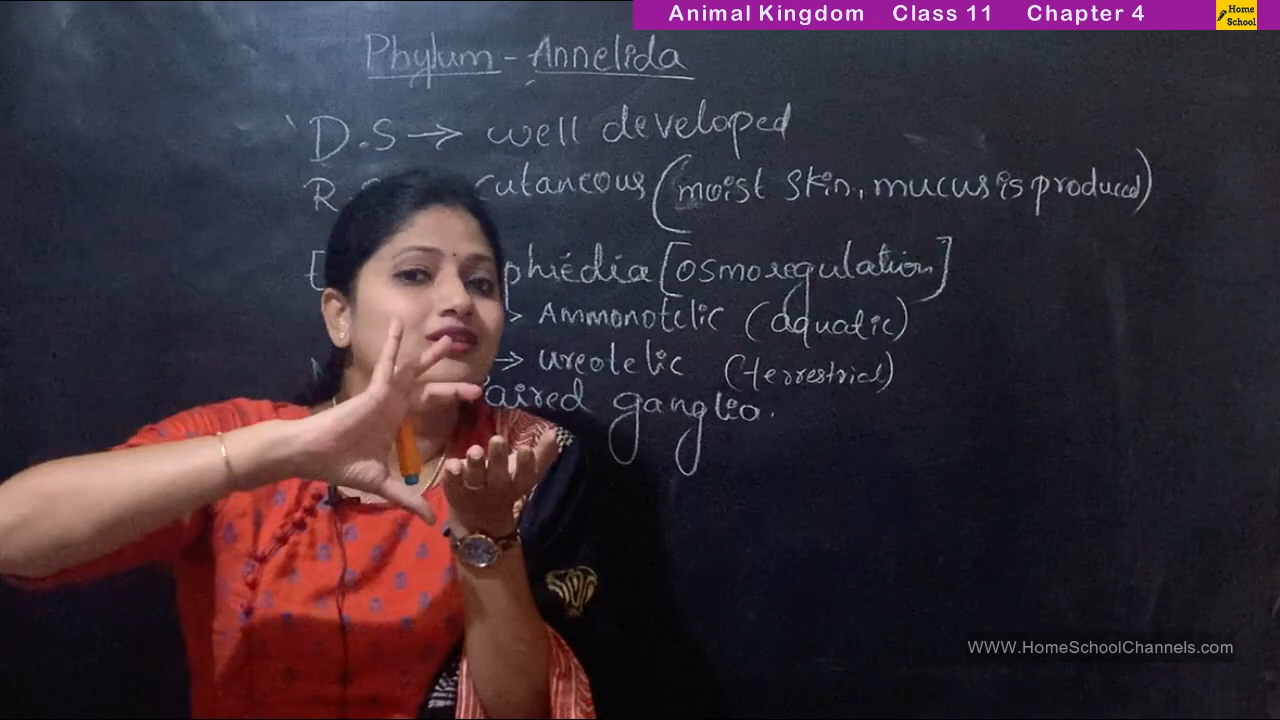 Animal Kingdom Class 11 Chapter 4
Home
School
Phylum - Annelida
D.S → well developed
R. cutaneous (moist skin, mucus is produced)
phiédia [osmoregulation]
> Ammonotelic (aquatic)
→ ureotelic (terrestrial)
aired ganglia.
WWW.HomeSchoolChannels.com